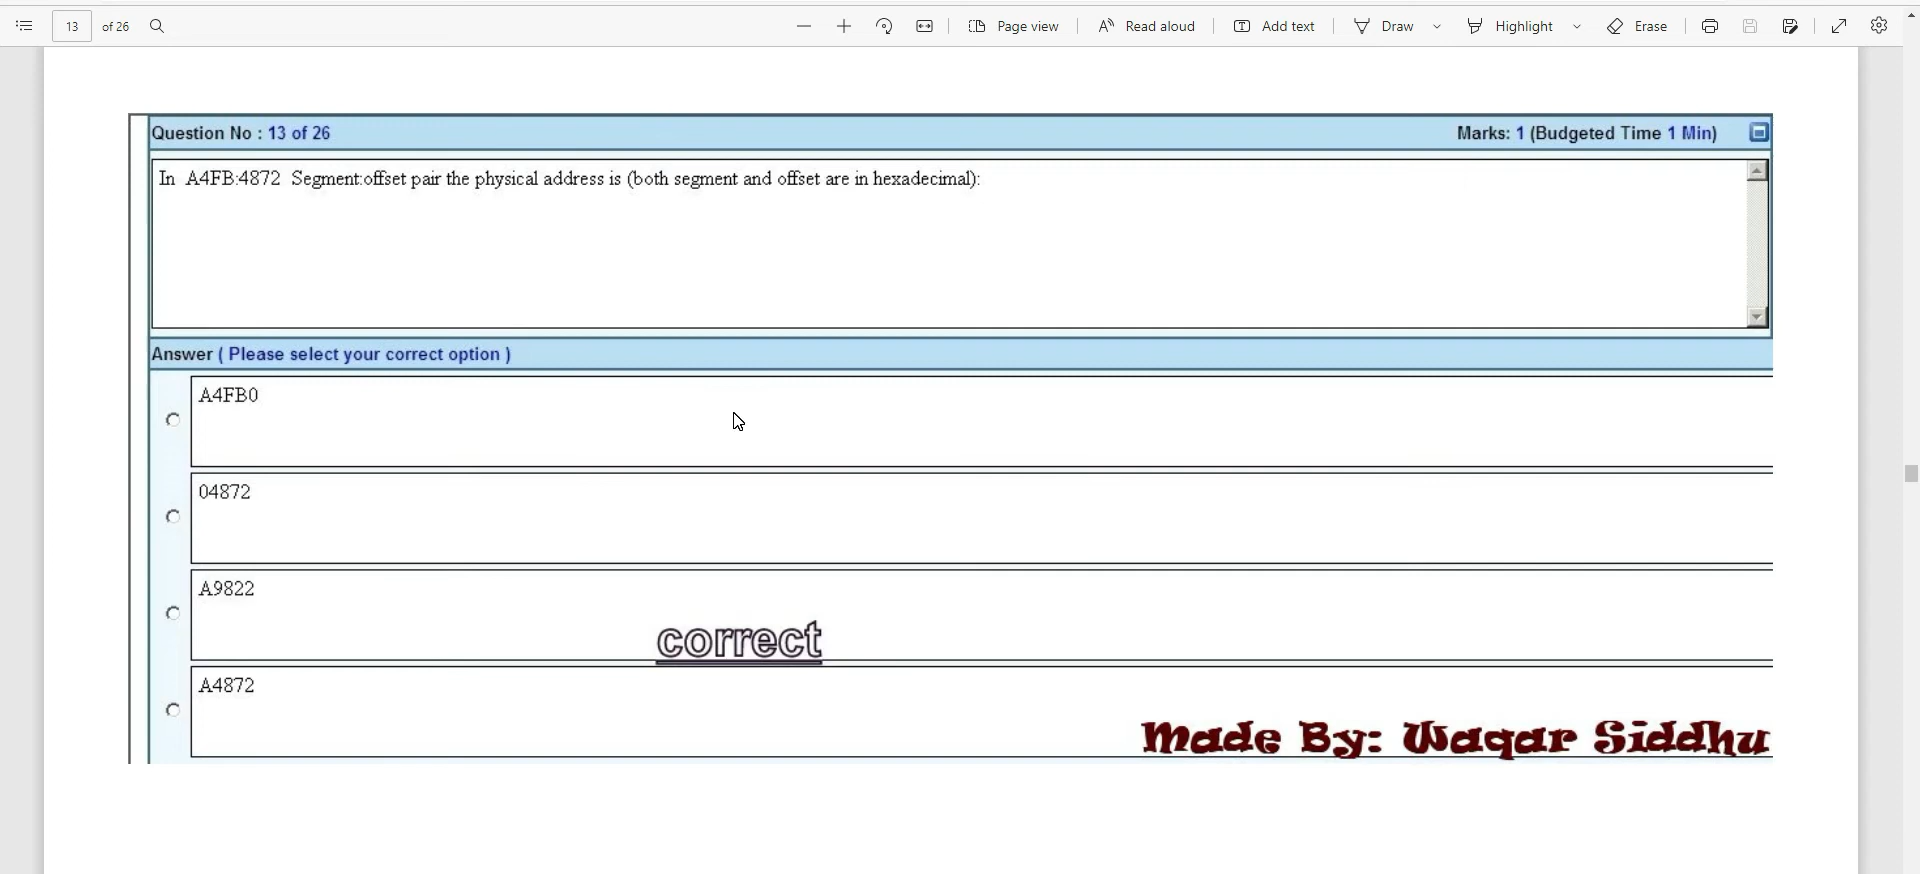 13 of 26 Page view Read aloud Add text Draw Highlight Erase
Question No : 13 of 26 Marks: 1 (Budgeted Time 1 Min)
In A4FB:4872 Segment:offset pair the physical address is (both segment and offset are in hexadecimal):
Answer ( Please select your correct option )
A4FB0
04872
A9822
correct
A4872
Made By: Waqar Siddhu